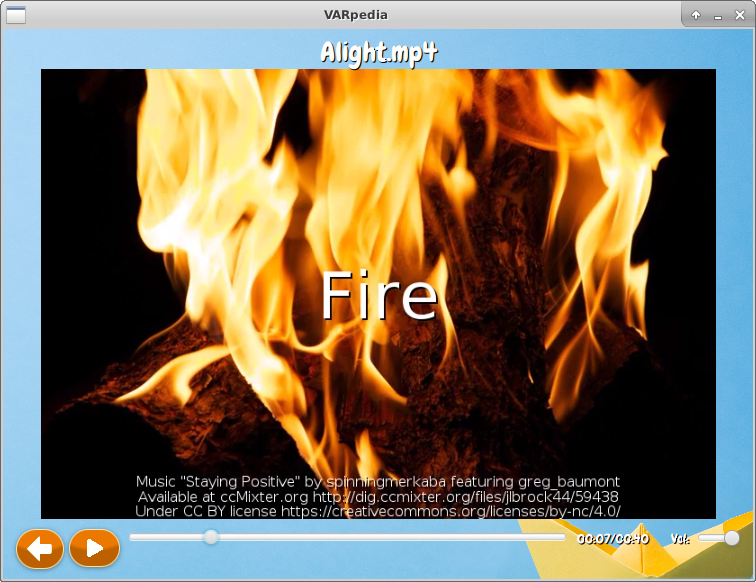 VARpedia
Alight.mp4
Fire
Music "Staying Positive" by spinningmerkaba featuring greg_baumont
Available at ccMixter.org http://dig.ccmixter.org/files/jlbrock44/59438
Under CC BY license https://creativecommons.org/licenses/by-nc/4.0/
00:07/00:40 Vol: